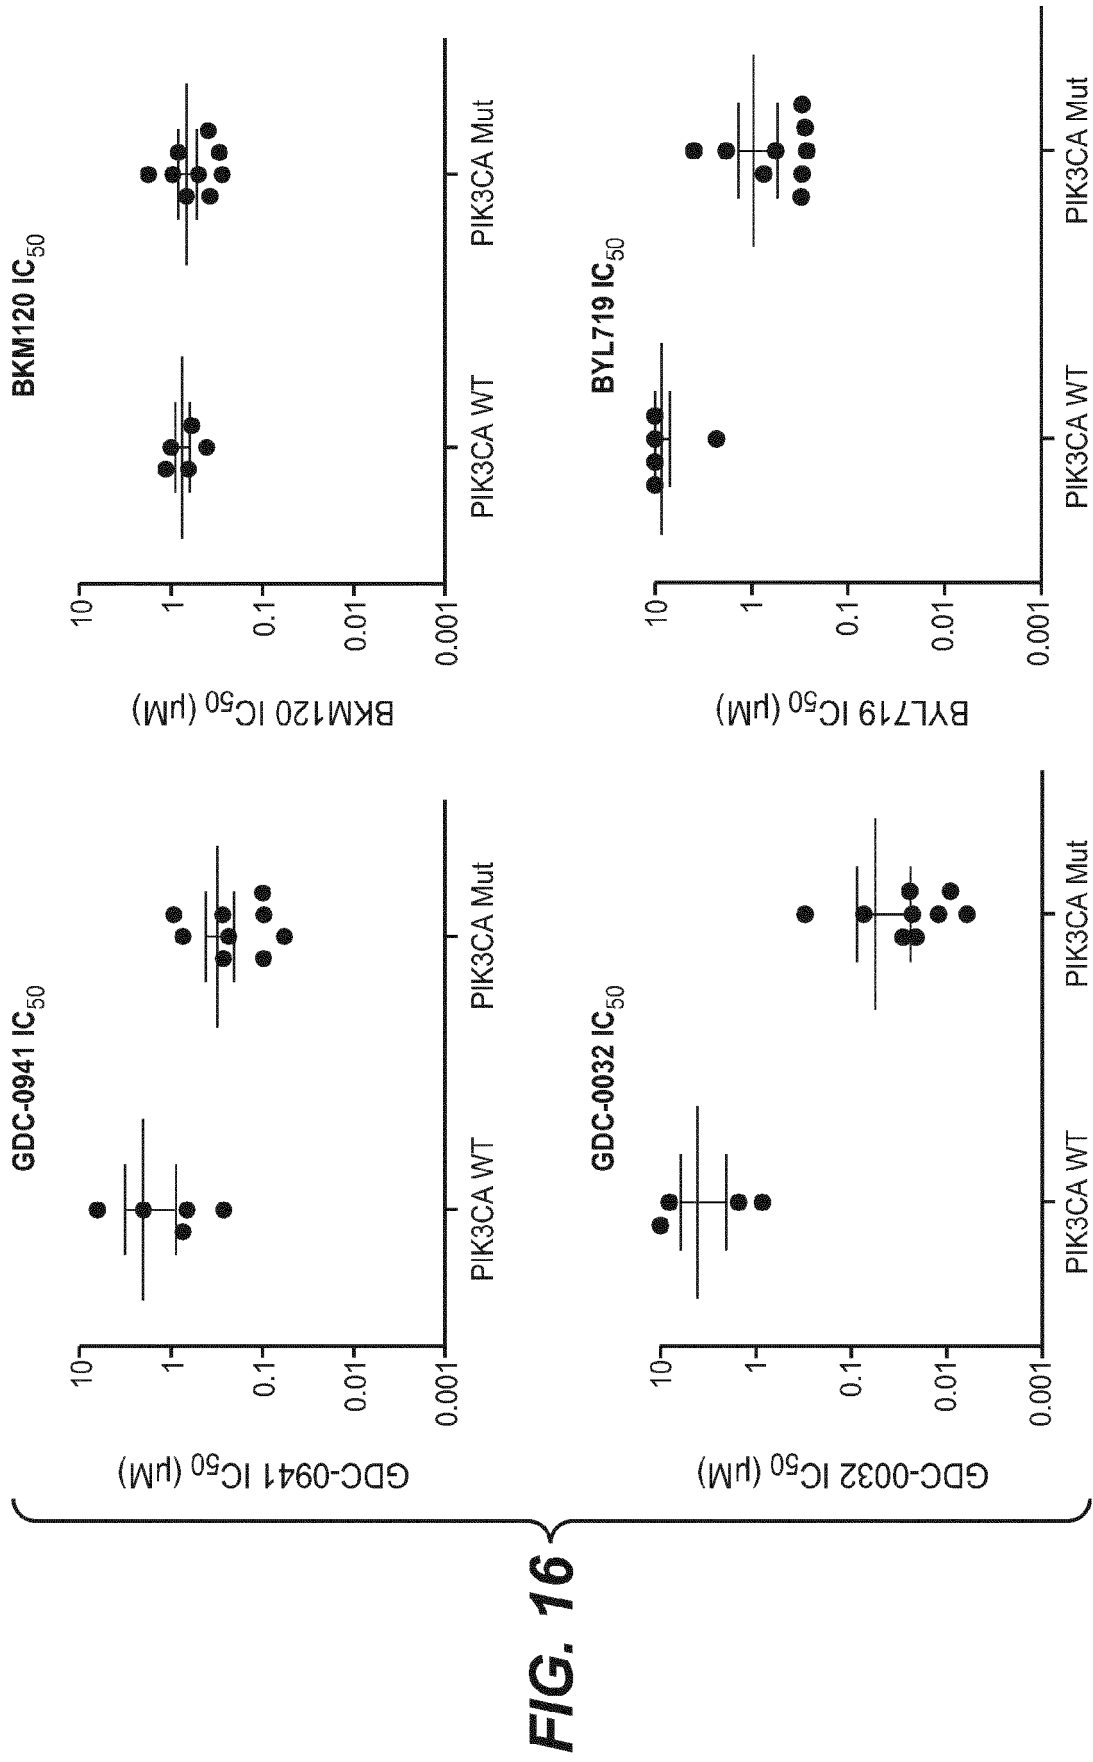 FIG. 16
GDC-0941 IC50
GDC-0941 IC50 (µM)
10
1
0.1
0.01
0.001
PIK3CA WT
PIK3CA Mut
BKM120 IC50
BKM120 IC50 (µM)
10
1
0.1
0.01
0.001
PIK3CA WT
PIK3CA Mut
GDC-0032 IC50
GDC-0032 IC50 (µM)
10
1
0.1
0.01
0.001
PIK3CA WT
PIK3CA Mut
BYL719 IC50
BYL719 IC50 (µM)
10
1
0.1
0.01
0.001
PIK3CA WT
PIK3CA Mut